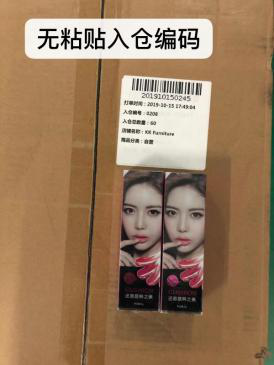 无粘贴入仓编码
201910150245
打单时间：2019-10-15 17:49:04
入仓编号：0208
入仓总数量：60
店铺名称：KK Furniture
商品分类：自营